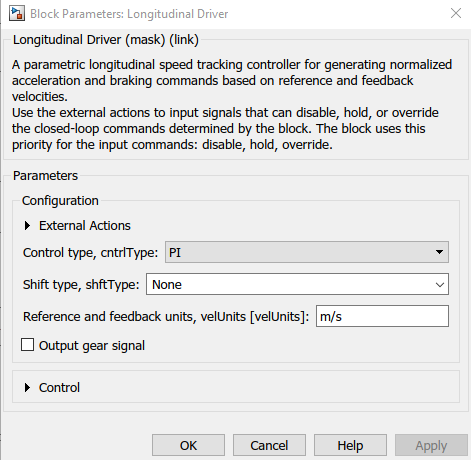 Block Parameters: Longitudinal Driver
Longitudinal Driver (mask) (link)
A parametric longitudinal speed tracking controller for generating normalized
acceleration and braking commands based on reference and feedback
velocities.
Use the external actions to input signals that can disable, hold, or override
the closed-loop commands determined by the block. The block uses this
priority for the input commands: disable, hold, override.
Parameters
Configuration
External Actions
Control type, cntrlType: PI
Shift type, shftType: None
Reference and feedback units, velUnits [velUnits]: m/s
Output gear signal
Control
OK Cancel Help Apply